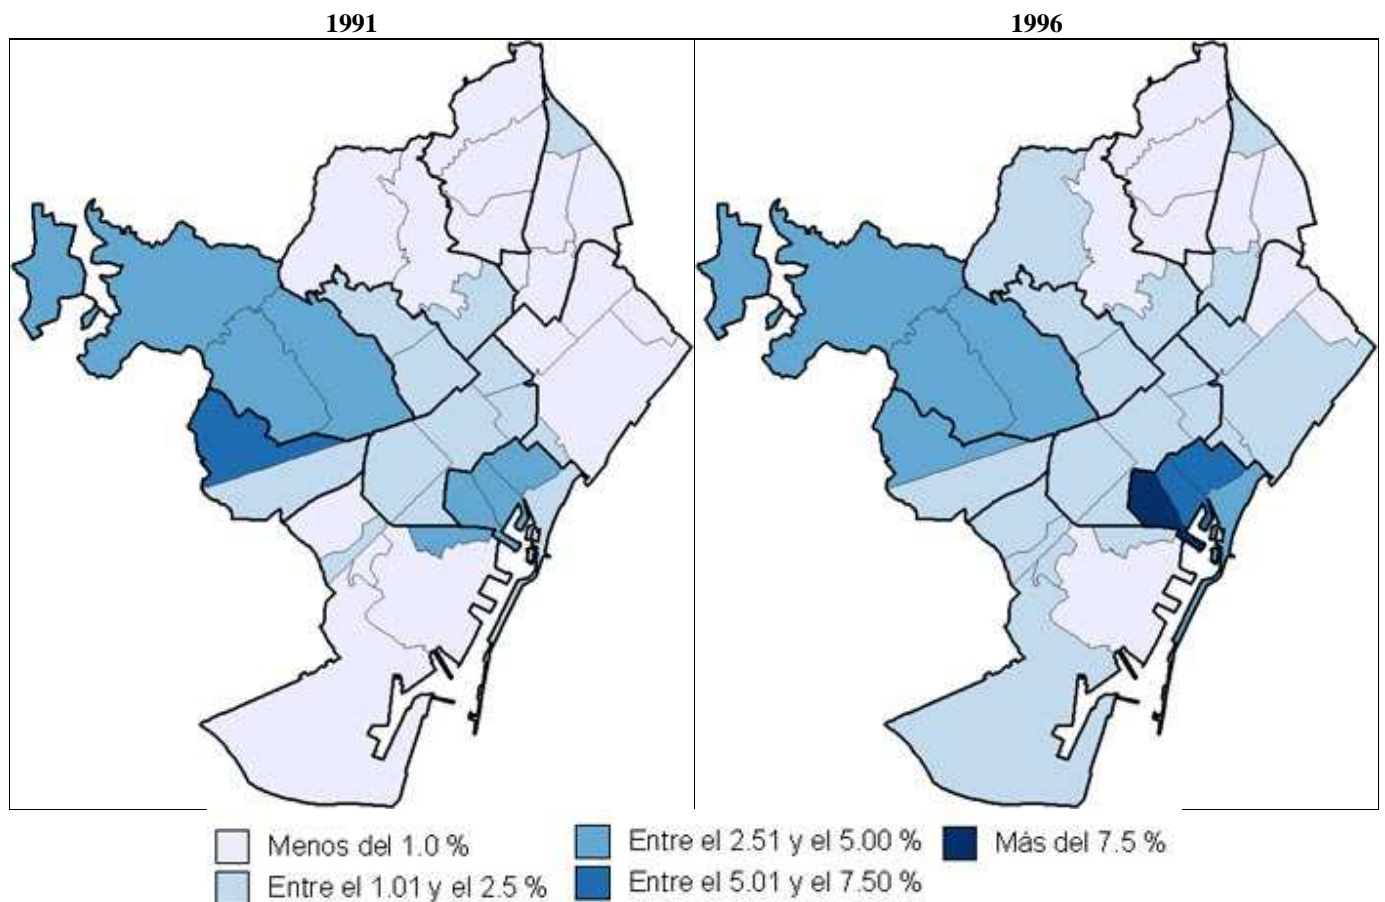 1991
1996
Menos del 1.0 %
Entre el 2.51 y el 5.00 %
Más del 7.5 %
Entre el 1.01 y el 2.5 %
Entre el 5.01 y el 7.50 %